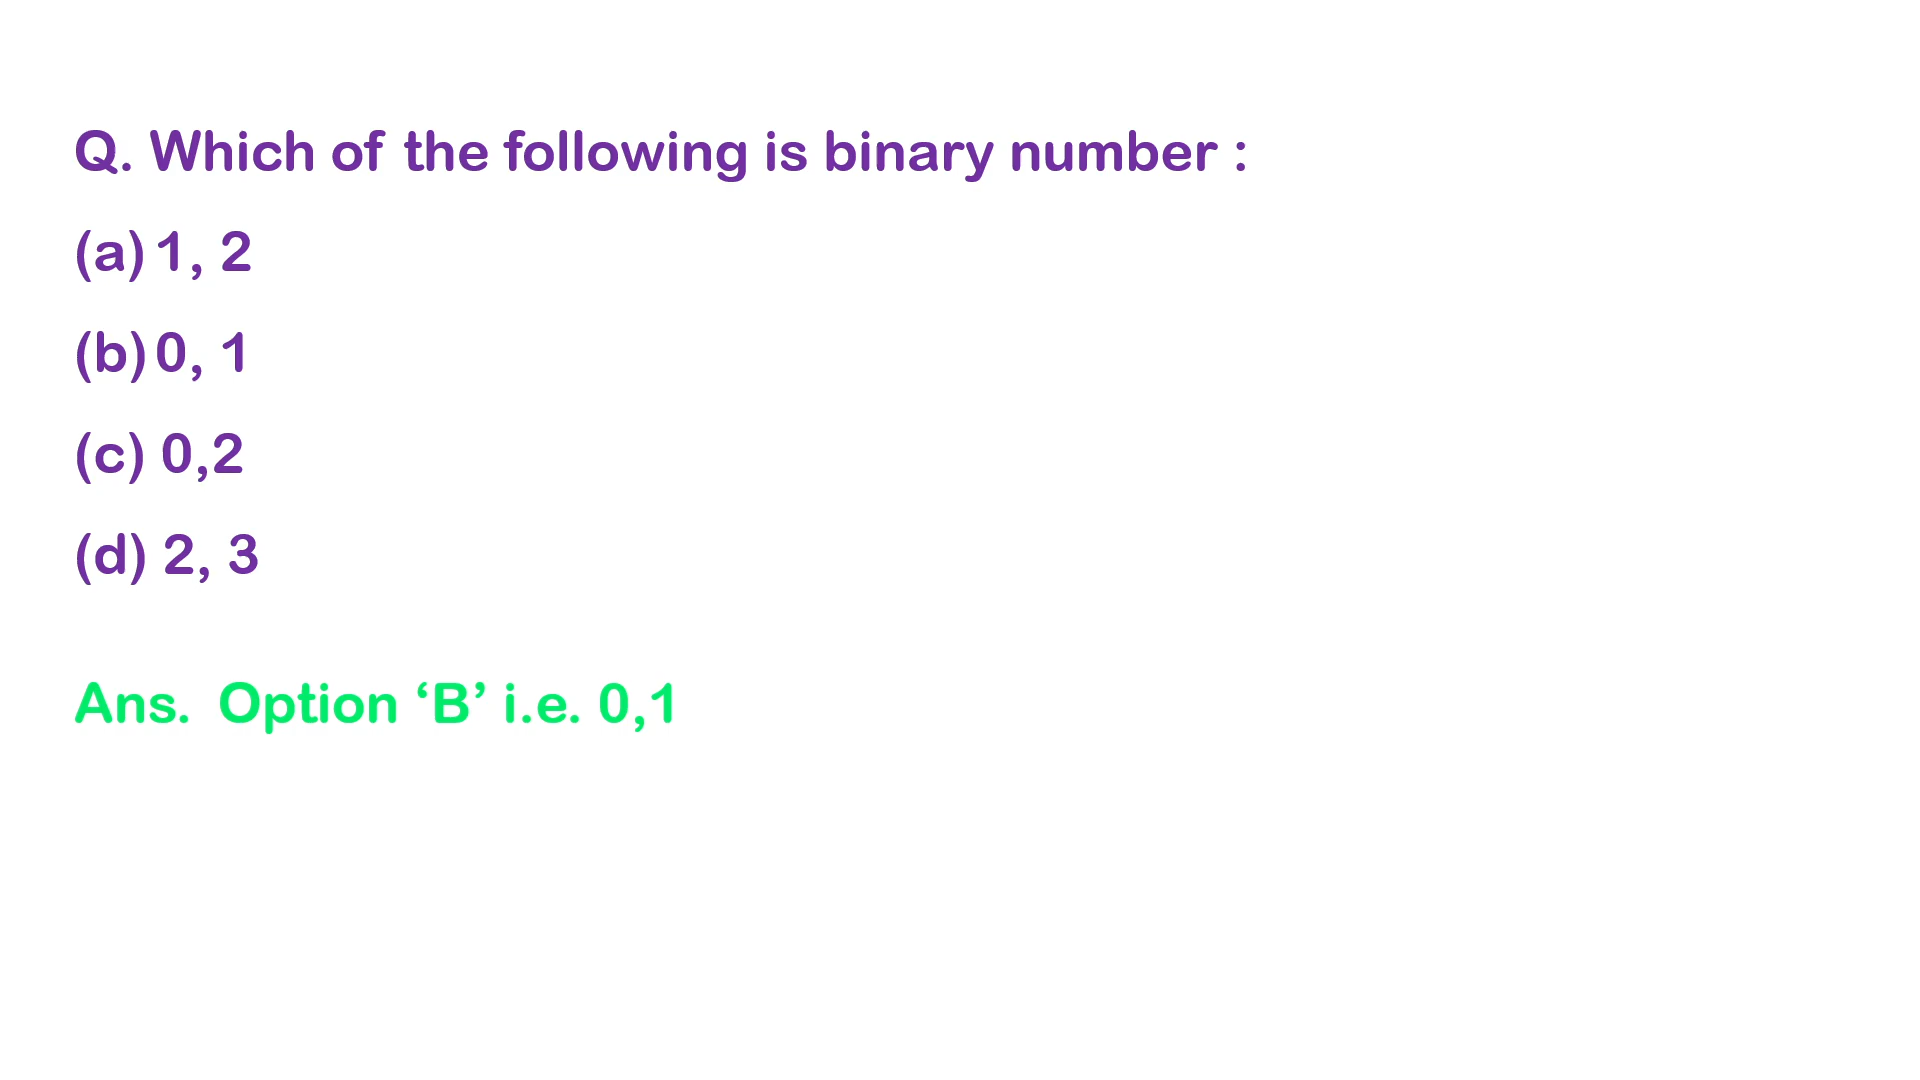 Q. Which of the following is binary number :
(a) 1, 2
(b) 0, 1
(c) 0,2
(d) 2, 3
Ans. Option ‘B’ i.e. 0,1